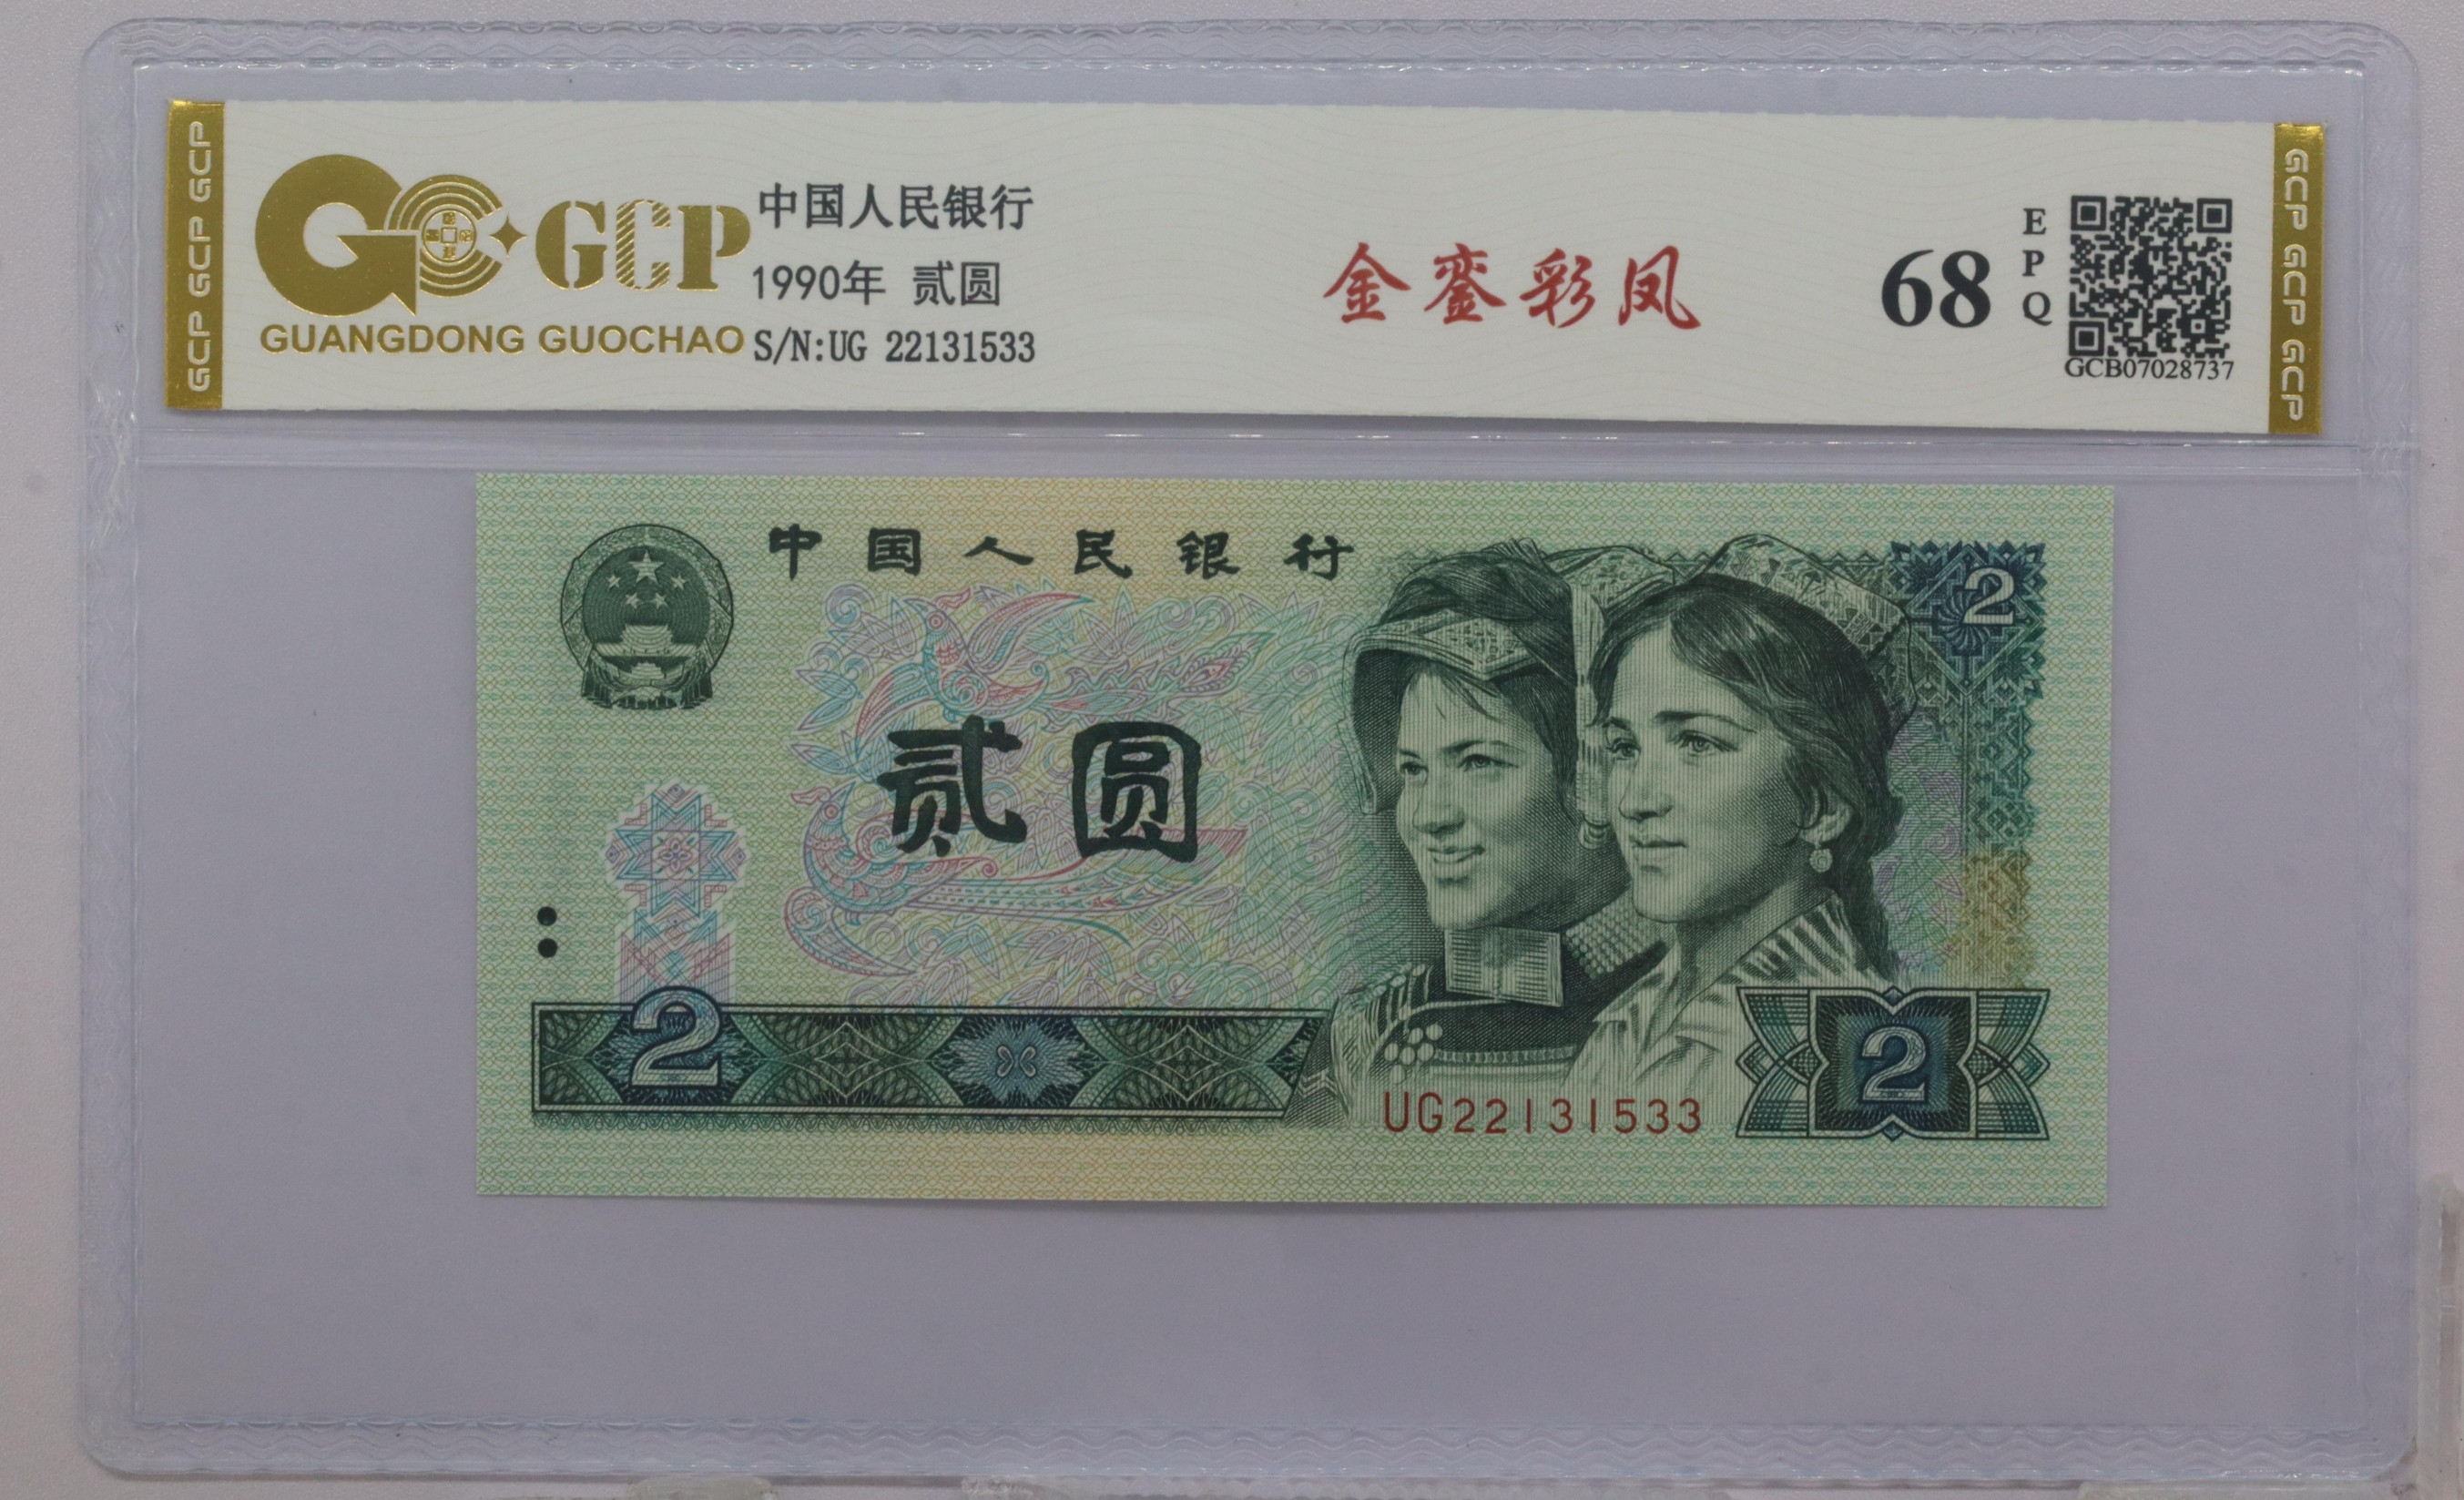 GCP GCP GCP
GCP
GUANGDONG GUOCHAO
中国人民银行
1990年 贰圆
S/N:UG 22131533
金銮彩凤
68
EPQ
GCB07028737
GCP GCP GCP
中国人民银行
2
贰圆
2
UG22131533
2